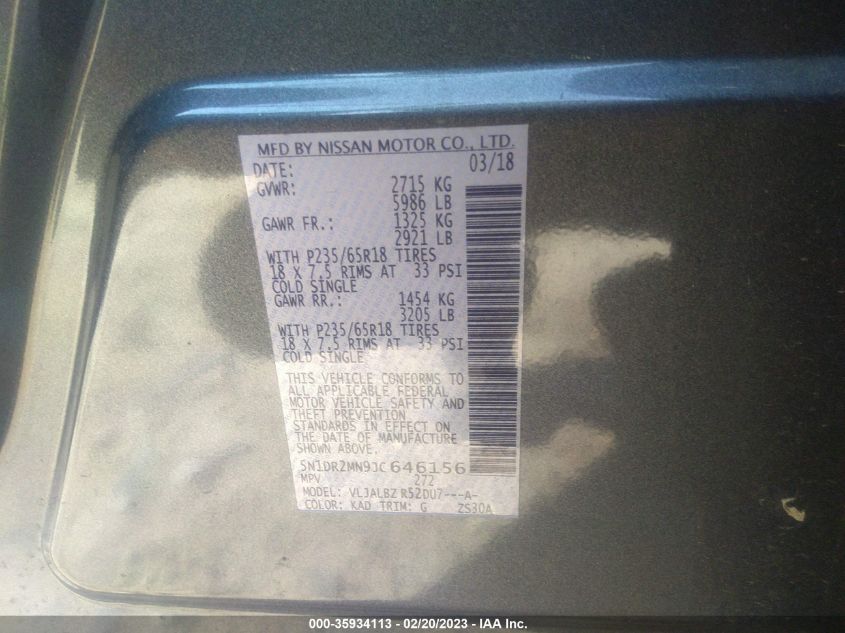 MFD BY NISSAN MOTOR CO., LTD.
DATE: 03/18
GVWR: 2715 KG
5986 LB
GAWR FR.: 1325 KG
2921 LB
WITH P235/65R18 TIRES
18 X 7.5 RIMS AT 33 PSI
COLD SINGLE
GAWR RR.: 1454 KG
3205 LB
WITH P235/65R18 TIRES
18 X 7.5 RIMS AT 33 PSI
COLD SINGLE
THIS VEHICLE CONFORMS TO
ALL APPLICABLE FEDERAL
MOTOR VEHICLE SAFETY AND
THEFT PREVENTION
STANDARDS IN EFFECT ON
THE DATE OF MANUFACTURE
SHOWN ABOVE.
5N1DR2MN9JC646156
MPV 272
MODEL: VLJALBZ R52DU7---A-
COLOR: KAD TRIM: G ZS30A
000-35934113 — 02/20/2023 — IAA Inc.